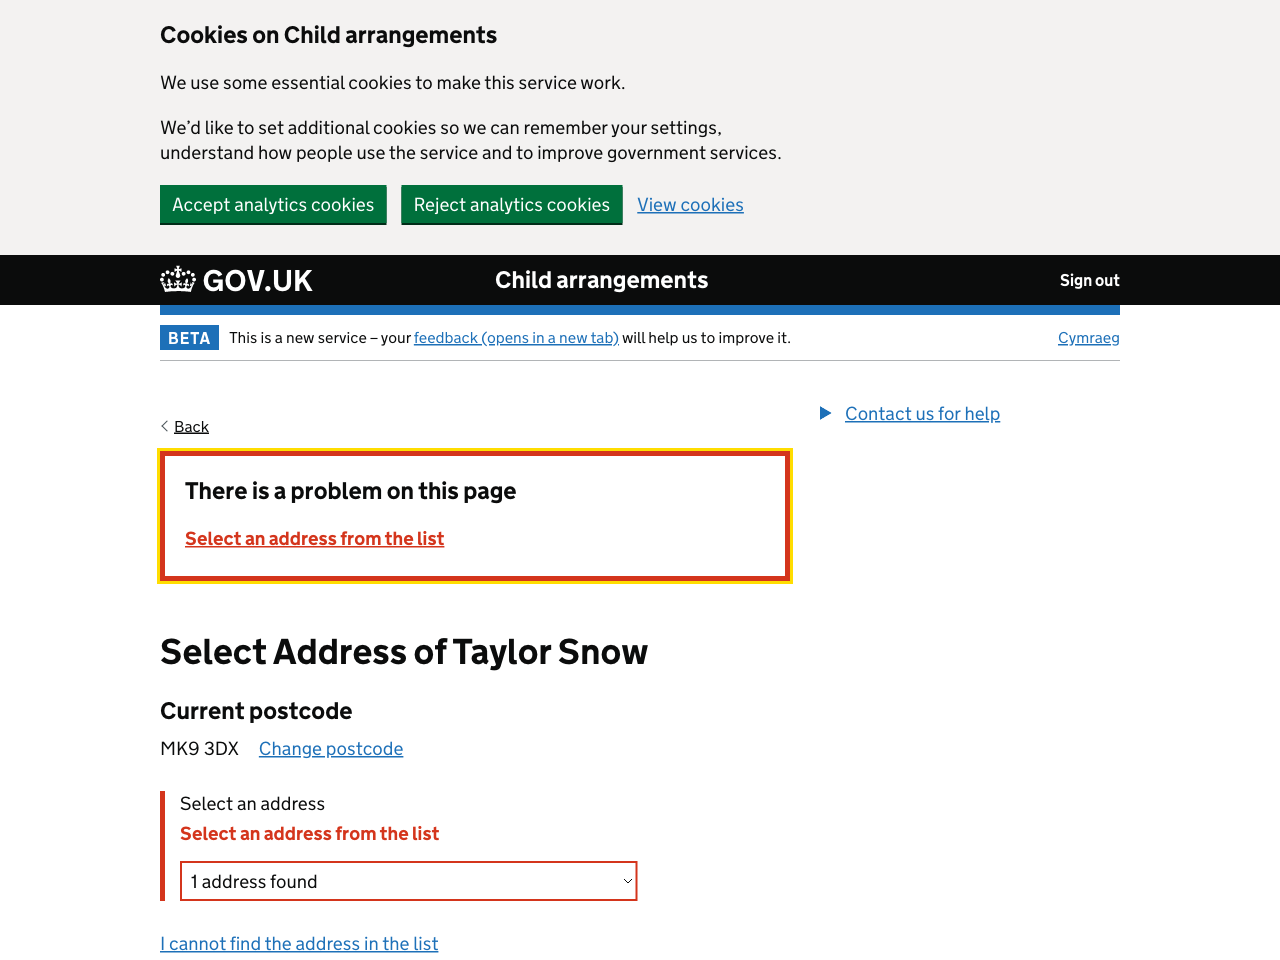 Cookies on Child arrangements
We use some essential cookies to make this service work.
We’d like to set additional cookies so we can remember your settings,
understand how people use the service and to improve government services.
Accept analytics cookies
Reject analytics cookies
View cookies
GOV.UK
Child arrangements
Sign out
BETA
This is a new service – your feedback (opens in a new tab) will help us to improve it.
Cymraeg
Back
Contact us for help
There is a problem on this page
Select an address from the list
Select Address of Taylor Snow
Current postcode
MK9 3DX Change postcode
Select an address
Select an address from the list
1 address found
I cannot find the address in the list